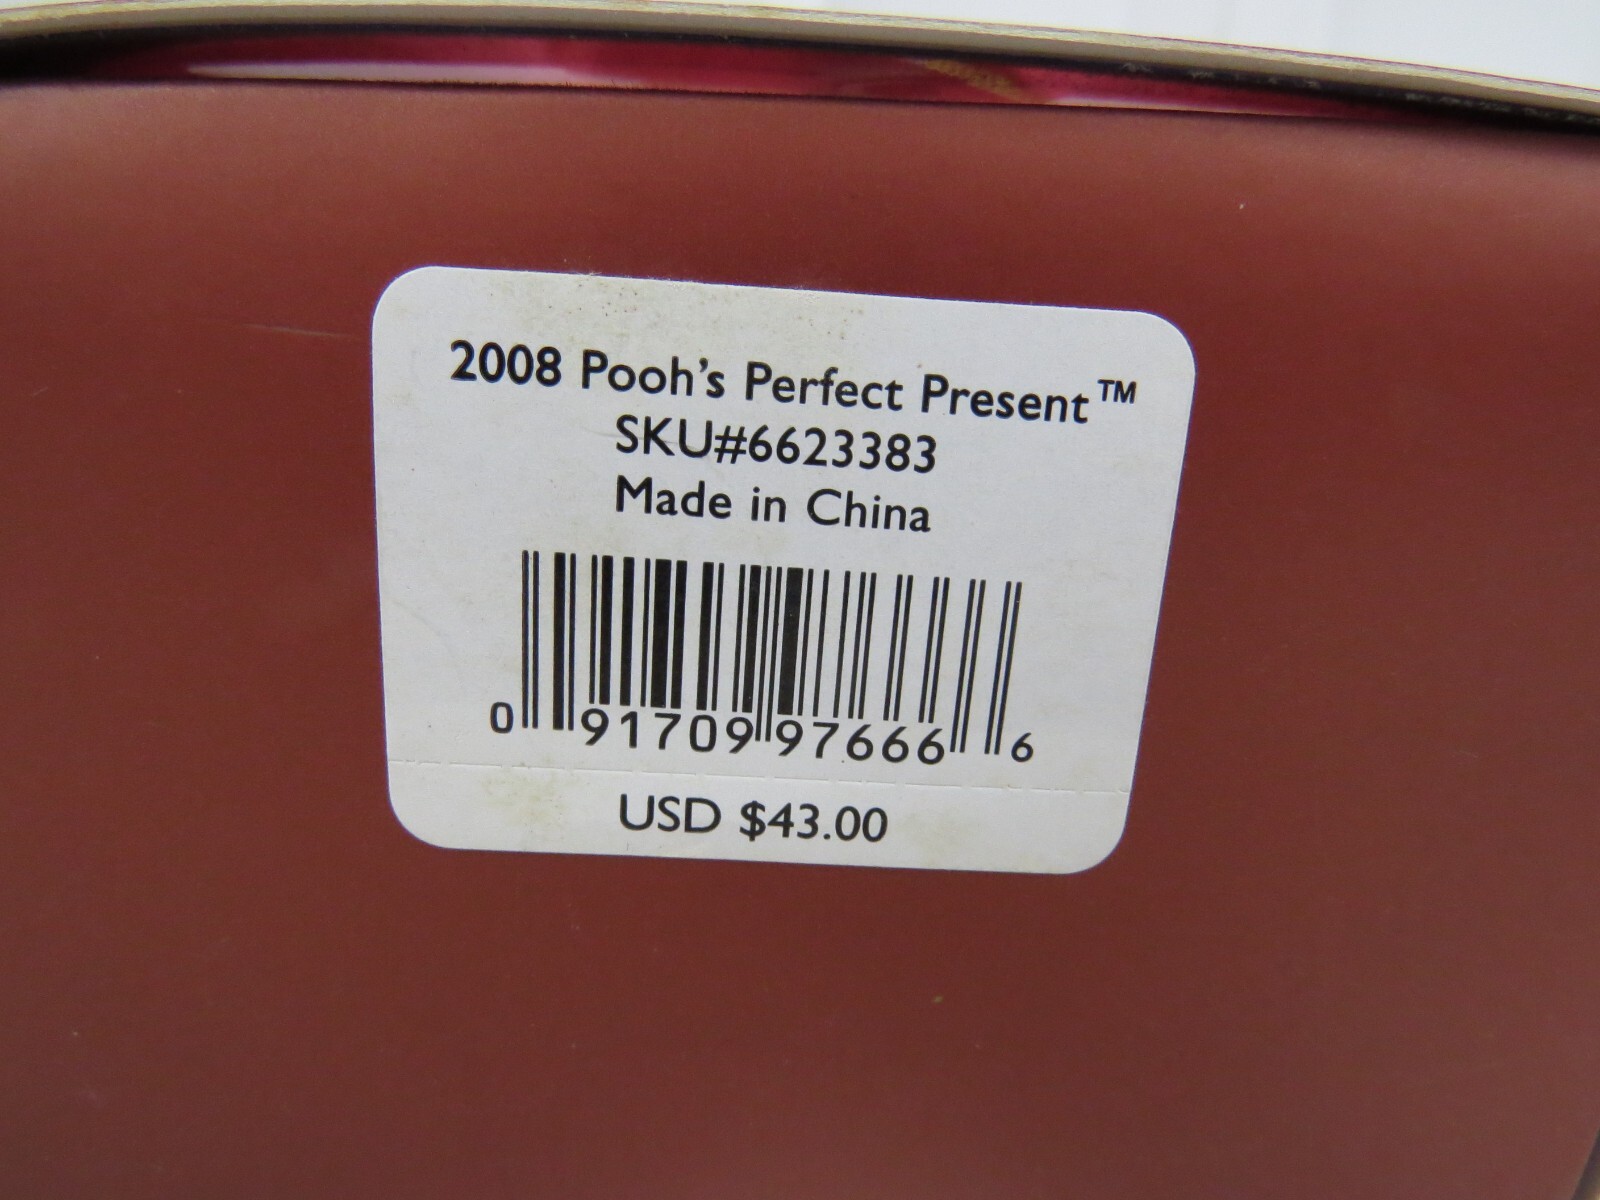 2008 Pooh's Perfect Present™
SKU#6623383
Made in China
0 91709 97666 6
USD $43.00